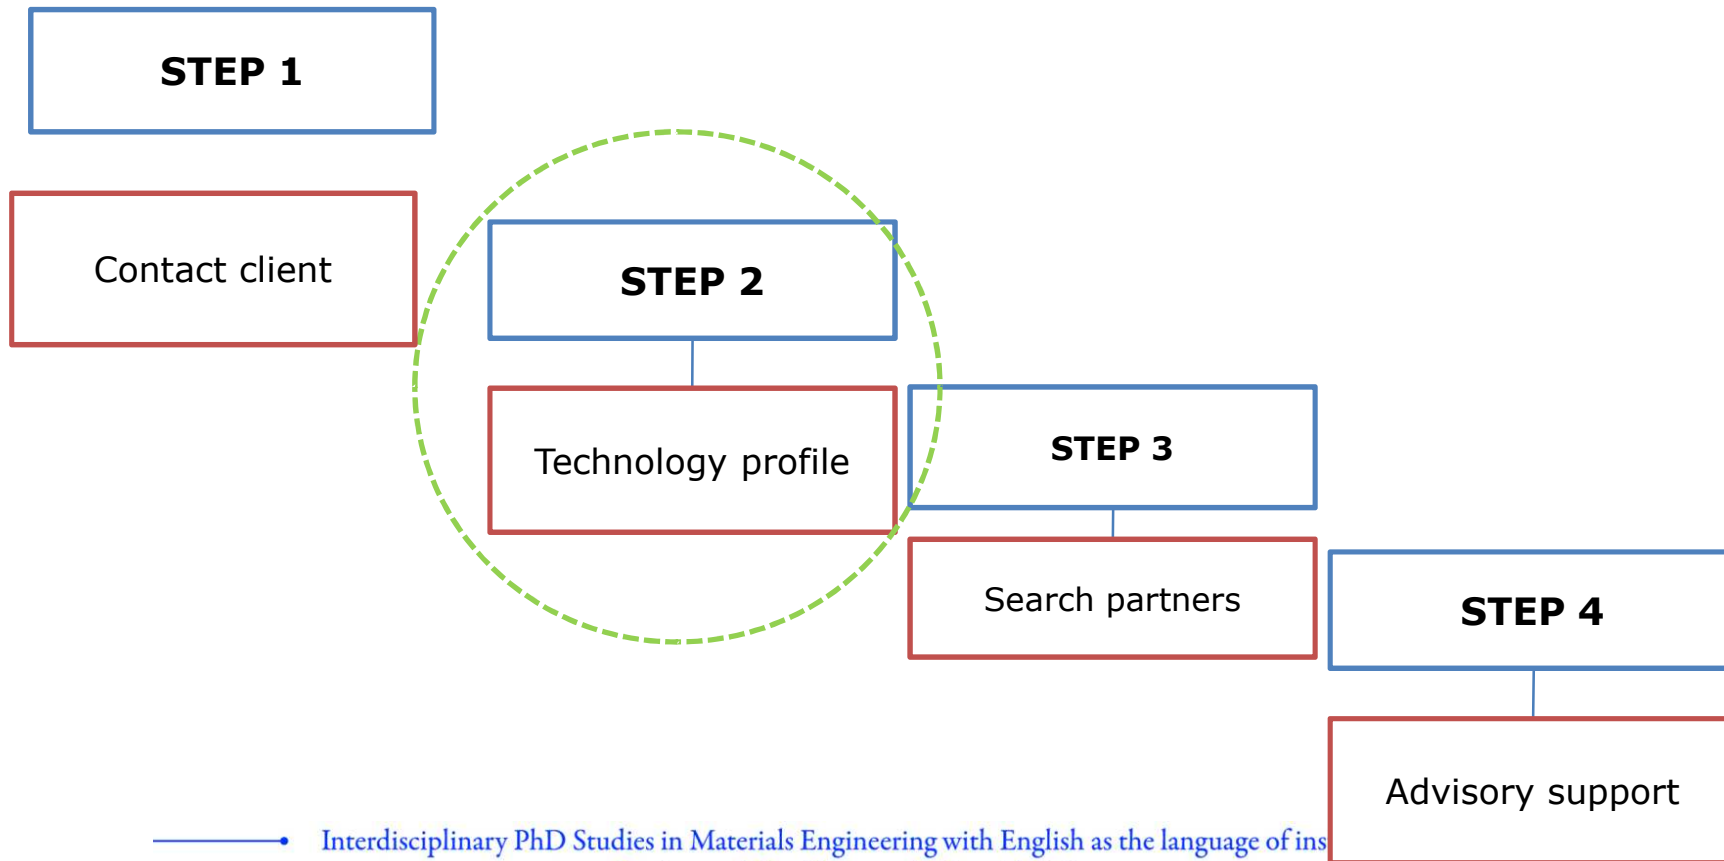 STEP 1
Contact client
STEP 2
Technology profile
STEP 3
Search partners
STEP 4
Advisory support
Interdisciplinary PhD Studies in Materials Engineering with English as the language of ins